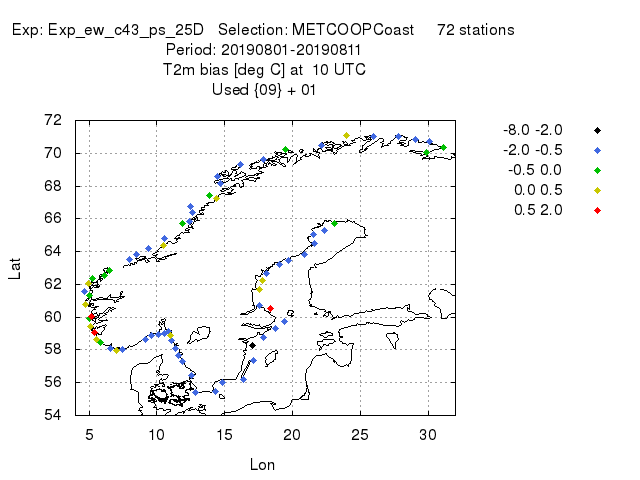 Exp: Exp_ew_c43_ps_25D Selection: METCOOPCoast 72 stations
Period: 20190801-20190811
T2m bias [deg C] at 10 UTC
Used {09} + 01
72
70
68
66
64
62
60
58
56
54
Lat
5 10 15 20 25 30
Lon
-8.0 -2.0
-2.0 -0.5
-0.5 0.0
0.0 0.5
0.5 2.0